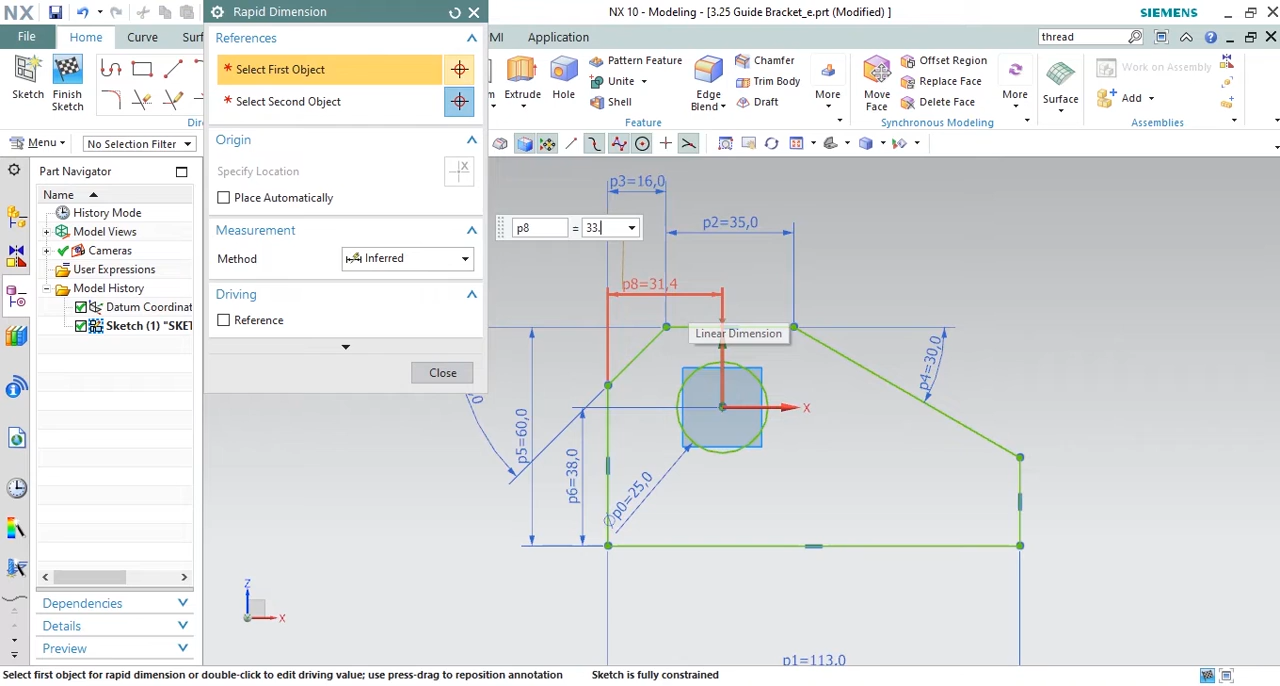 NX
Rapid Dimension
NX 10 - Modeling - [3.25 Guide Bracket_e.prt (Modified) ]
SIEMENS
File
Home
Curve
Surf
MI
Application
thread
Sketch
Finish
Sketch
Extrude
Hole
Pattern Feature
Unite
Shell
Edge
Blend
Chamfer
Trim Body
Draft
More
Move
Face
Offset Region
Replace Face
Delete Face
More
Surface
Work on Assembly
Add
Feature
Synchronous Modeling
Assemblies
Menu
No Selection Filter
Part Navigator
Name
History Mode
Model Views
Cameras
User Expressions
Model History
Datum Coordinat
Sketch (1) "SKET
Dependencies
Details
Preview
References
* Select First Object
* Select Second Object
Origin
Specify Location
Place Automatically
Measurement
Method
Inferred
Driving
Reference
Close
p8 = 33,
p3=16,0
p2=35,0
p8=31,4
Linear Dimension
p4=30,0
p5=60,0
p6=38,0
Øp0=25,0
X
p1=113,0
Z
X
Select first object for rapid dimension or double-click to edit driving value; use press-drag to reposition annotation
Sketch is fully constrained